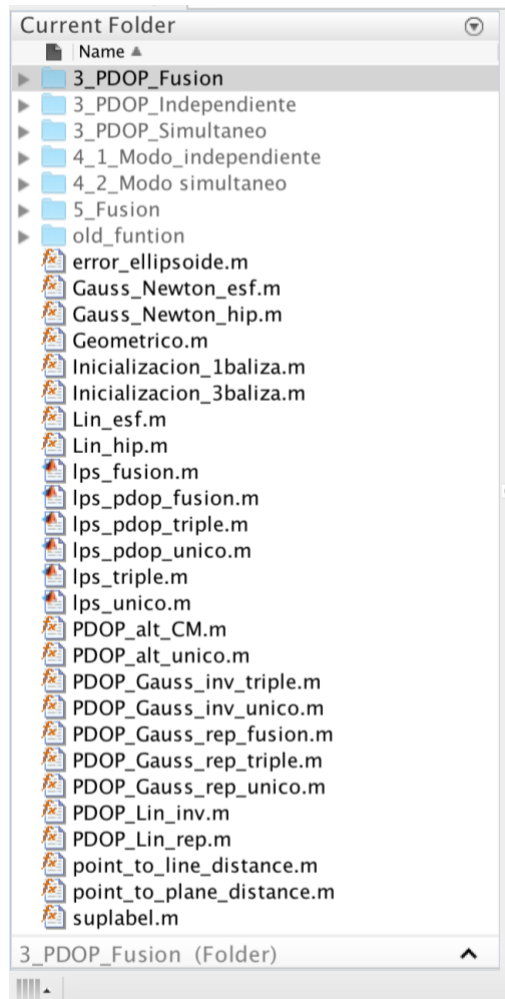 Current Folder
Name
3_PDOP_Fusion
3_PDOP_Independiente
3_PDOP_Simultaneo
4_1_Modo_independiente
4_2_Modo simultaneo
5_Fusion
old_funtion
error_ellipsoide.m
Gauss_Newton_esf.m
Gauss_Newton_hip.m
Geometrico.m
Inicializacion_1baliza.m
Inicializacion_3baliza.m
Lin_esf.m
Lin_hip.m
lps_fusion.m
lps_pdop_fusion.m
lps_pdop_triple.m
lps_pdop_unico.m
lps_triple.m
lps_unico.m
PDOP_alt_CM.m
PDOP_alt_unico.m
PDOP_Gauss_inv_triple.m
PDOP_Gauss_inv_unico.m
PDOP_Gauss_rep_fusion.m
PDOP_Gauss_rep_triple.m
PDOP_Gauss_rep_unico.m
PDOP_Lin_inv.m
PDOP_Lin_rep.m
point_to_line_distance.m
point_to_plane_distance.m
suplabel.m
3_PDOP_Fusion (Folder)